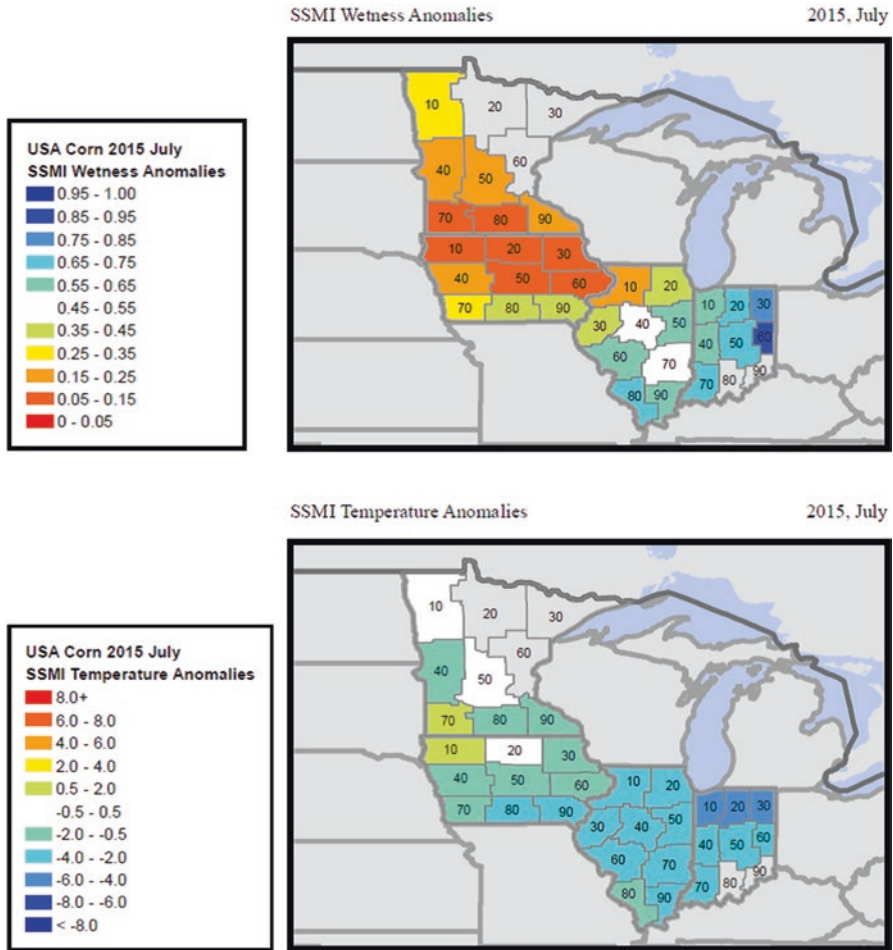 SSMI Wetness Anomalies 2015, July
USA Corn 2015 July
SSMI Wetness Anomalies
0.95 - 1.00
0.85 - 0.95
0.75 - 0.85
0.65 - 0.75
0.55 - 0.65
0.45 - 0.55
0.35 - 0.45
0.25 - 0.35
0.15 - 0.25
0.05 - 0.15
0 - 0.05
10 20 30
60
40 50
70 80 90
10 20 30
40 50 60
70 80 90
10 20
30 40 50
60 70
80 90
10 20 30
40 50 60
70 80 90
SSMI Temperature Anomalies 2015, July
USA Corn 2015 July
SSMI Temperature Anomalies
8.0+
6.0 - 8.0
4.0 - 6.0
2.0 - 4.0
0.5 - 2.0
-0.5 - 0.5
-2.0 - -0.5
-4.0 - -2.0
-6.0 - -4.0
-8.0 - -6.0
< -8.0
10 20 30
60
40 50
70 80 90
10 20 30
40 50 60
70 80 90
10 20
30 40 50
60 70
80 90
10 20 30
40 50 60
70 80 90